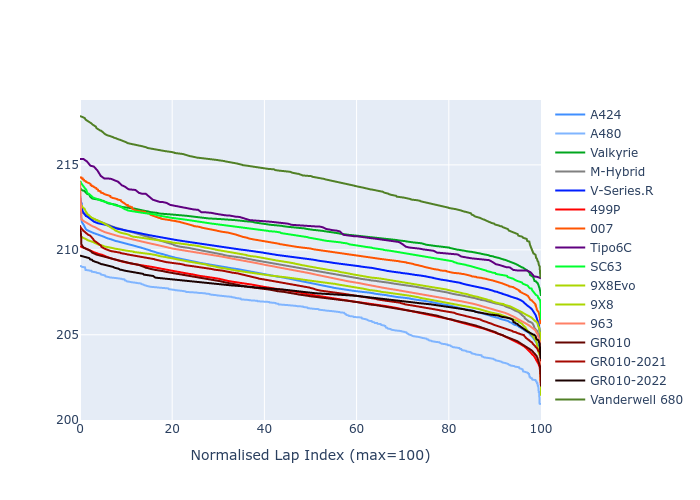 215
210
205
200
0
20
40
60
80
100
Normalised Lap Index (max=100)
A424
A480
Valkyrie
M-Hybrid
V-Series.R
499P
007
Tipo6C
SC63
9X8Evo
9X8
963
GR010
GR010-2021
GR010-2022
Vanderwell 680